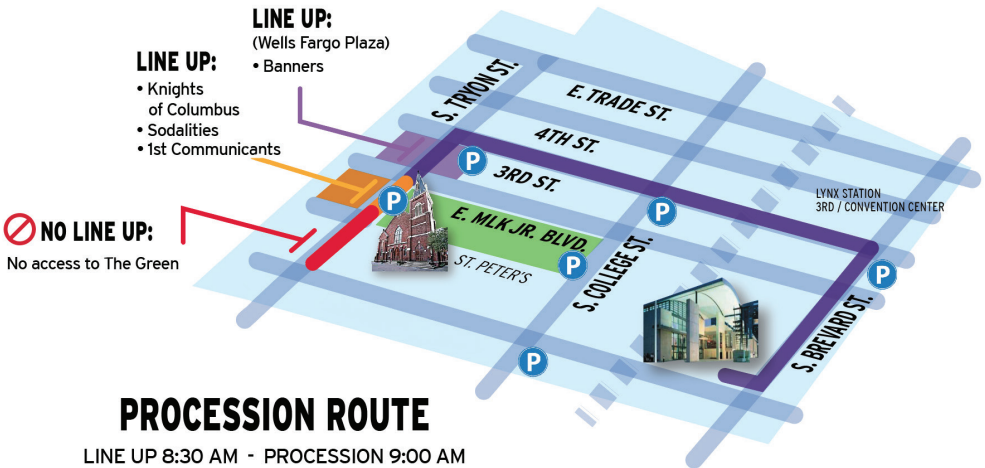 LINE UP:
(Wells Fargo Plaza)
• Banners
LINE UP:
• Knights
of Columbus
• Sodalities
• 1st Communicants
NO LINE UP:
No access to The Green
S. TRYON ST.
E. TRADE ST.
4TH ST.
3RD ST.
E. MLK JR. BLVD.
ST. PETER'S
S. COLLEGE ST.
S. BREVARD ST.
LYNX STATION
3RD / CONVENTION CENTER
P
P
P
P
P
P
PROCESSION ROUTE
LINE UP 8:30 AM - PROCESSION 9:00 AM